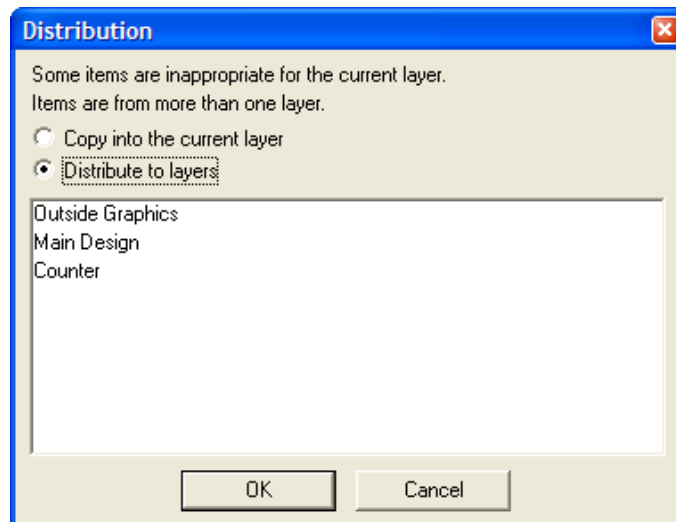 Distribution
Some items are inappropriate for the current layer.
Items are from more than one layer.
Copy into the current layer
Distribute to layers
Outside Graphics
Main Design
Counter
OK Cancel